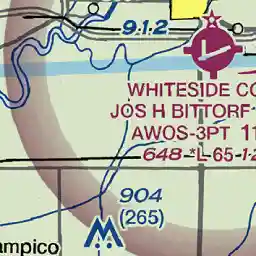 912
WHITESIDE CO
JOS H BITTORF
AWOS-3PT 11
648 *L-65-12
904
(265)
ampico